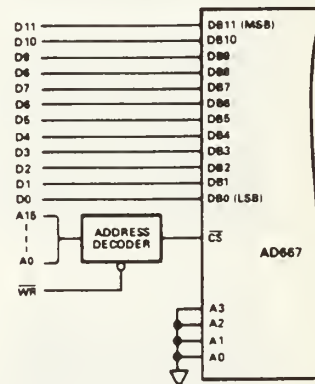 D11 DB11 (MSB)
D10 DB10
D9 DB9
D8 DB8
D7 DB7
D6 DB6
D5 DB5
D4 DB4
D3 DB3
D2 DB2
D1 DB1
D0 DB0 (LSB)
A15
ADDRESS
DECODER
CS
AD667
A0
WR
A3
A2
A1
A0